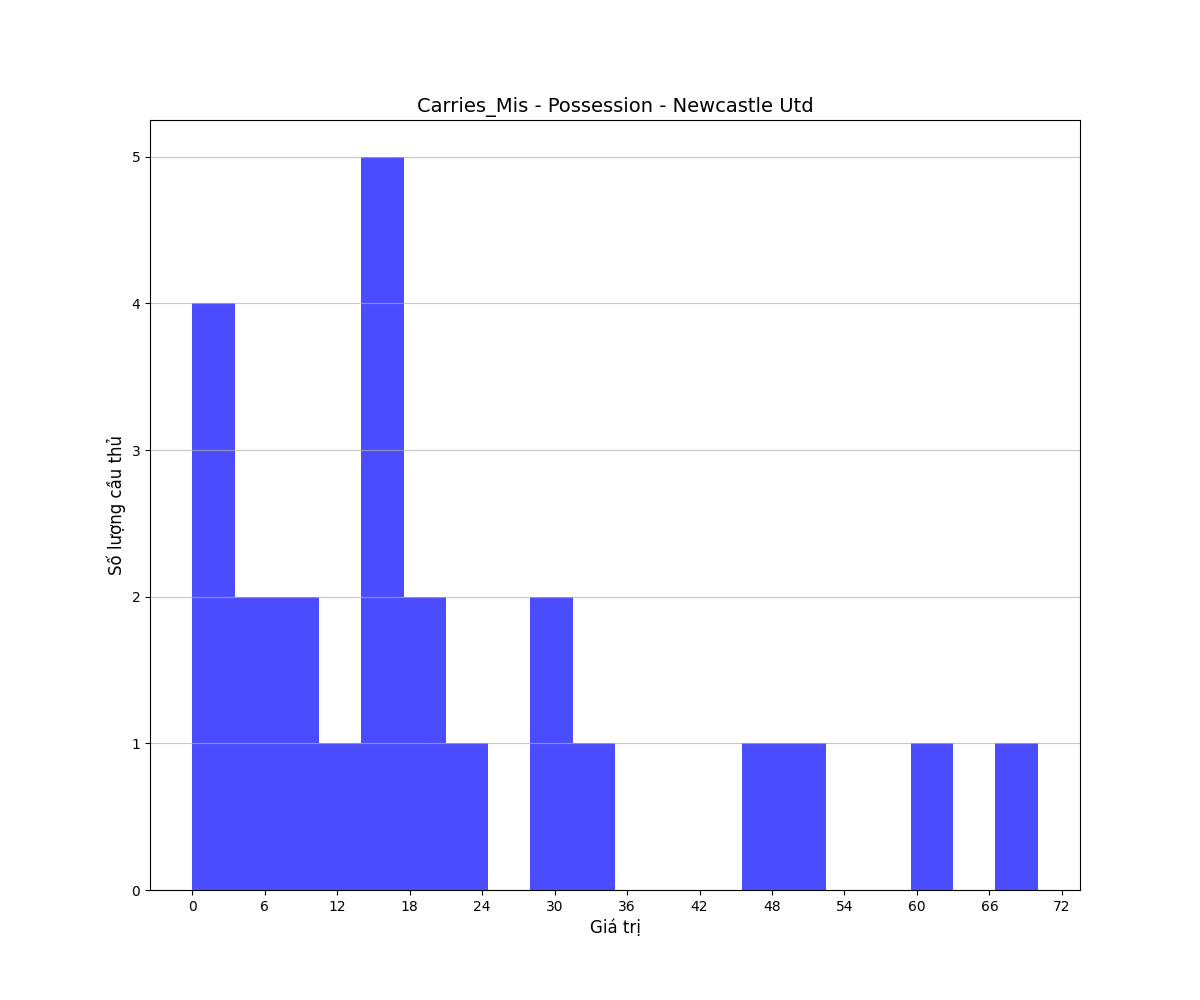 Carries_Mis - Possession - Newcastle Utd
5
4
3
2
1
0
Số lượng cầu thủ
0 6 12 18 24 30 36 42 48 54 60 66 72
Giá trị